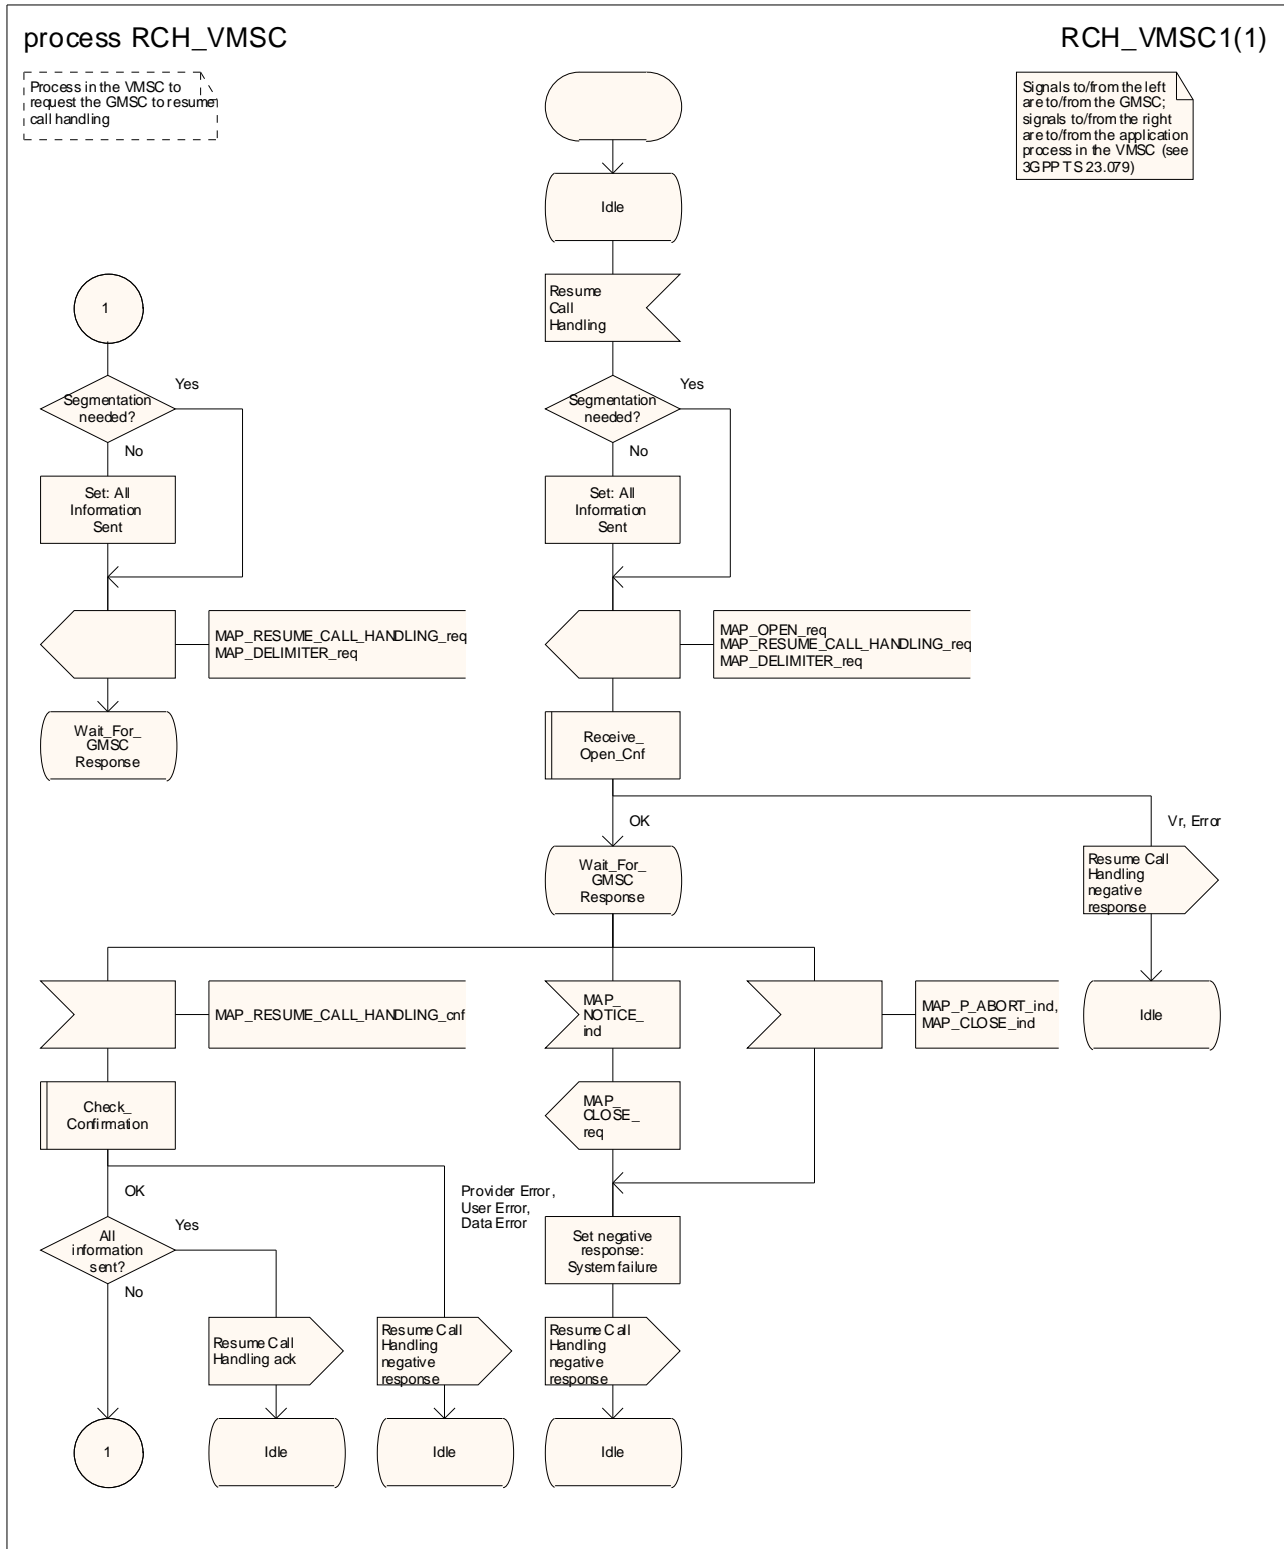 process RCH_VMSC
RCH_VMSC1(1)
Process in the VMSC to
request the GMSC to resume
call handling
Signals to/from the left
are to/from the GMSC;
signals to/from the right
are to/from the application
process in the VMSC (see
3GPP TS 23.079)
Idle
1
Resume
Call
Handling
Segmentation
needed?
Yes
No
Segmentation
needed?
Yes
No
Set: All
Information
Sent
Set: All
Information
Sent
MAP_RESUME_CALL_HANDLING_req
MAP_DELIMITER_req
MAP_OPEN_req
MAP_RESUME_CALL_HANDLING_req
MAP_DELIMITER_req
Wait_For_
GMSC
Response
Receive_
Open_Cnf
OK
Vr, Error
Wait_For_
GMSC
Response
Resume Call
Handling
negative
response
MAP_RESUME_CALL_HANDLING_cnf
MAP_
NOTICE_
ind
MAP_P_ABORT_ind,
MAP_CLOSE_ind
Idle
Check_
Confirmation
MAP_
CLOSE_
req
OK
Provider Error,
User Error,
Data Error
All
information
sent?
Yes
No
Set negative
response:
System failure
Resume Call
Handling ack
Resume Call
Handling
negative
response
Resume Call
Handling
negative
response
1
Idle
Idle
Idle